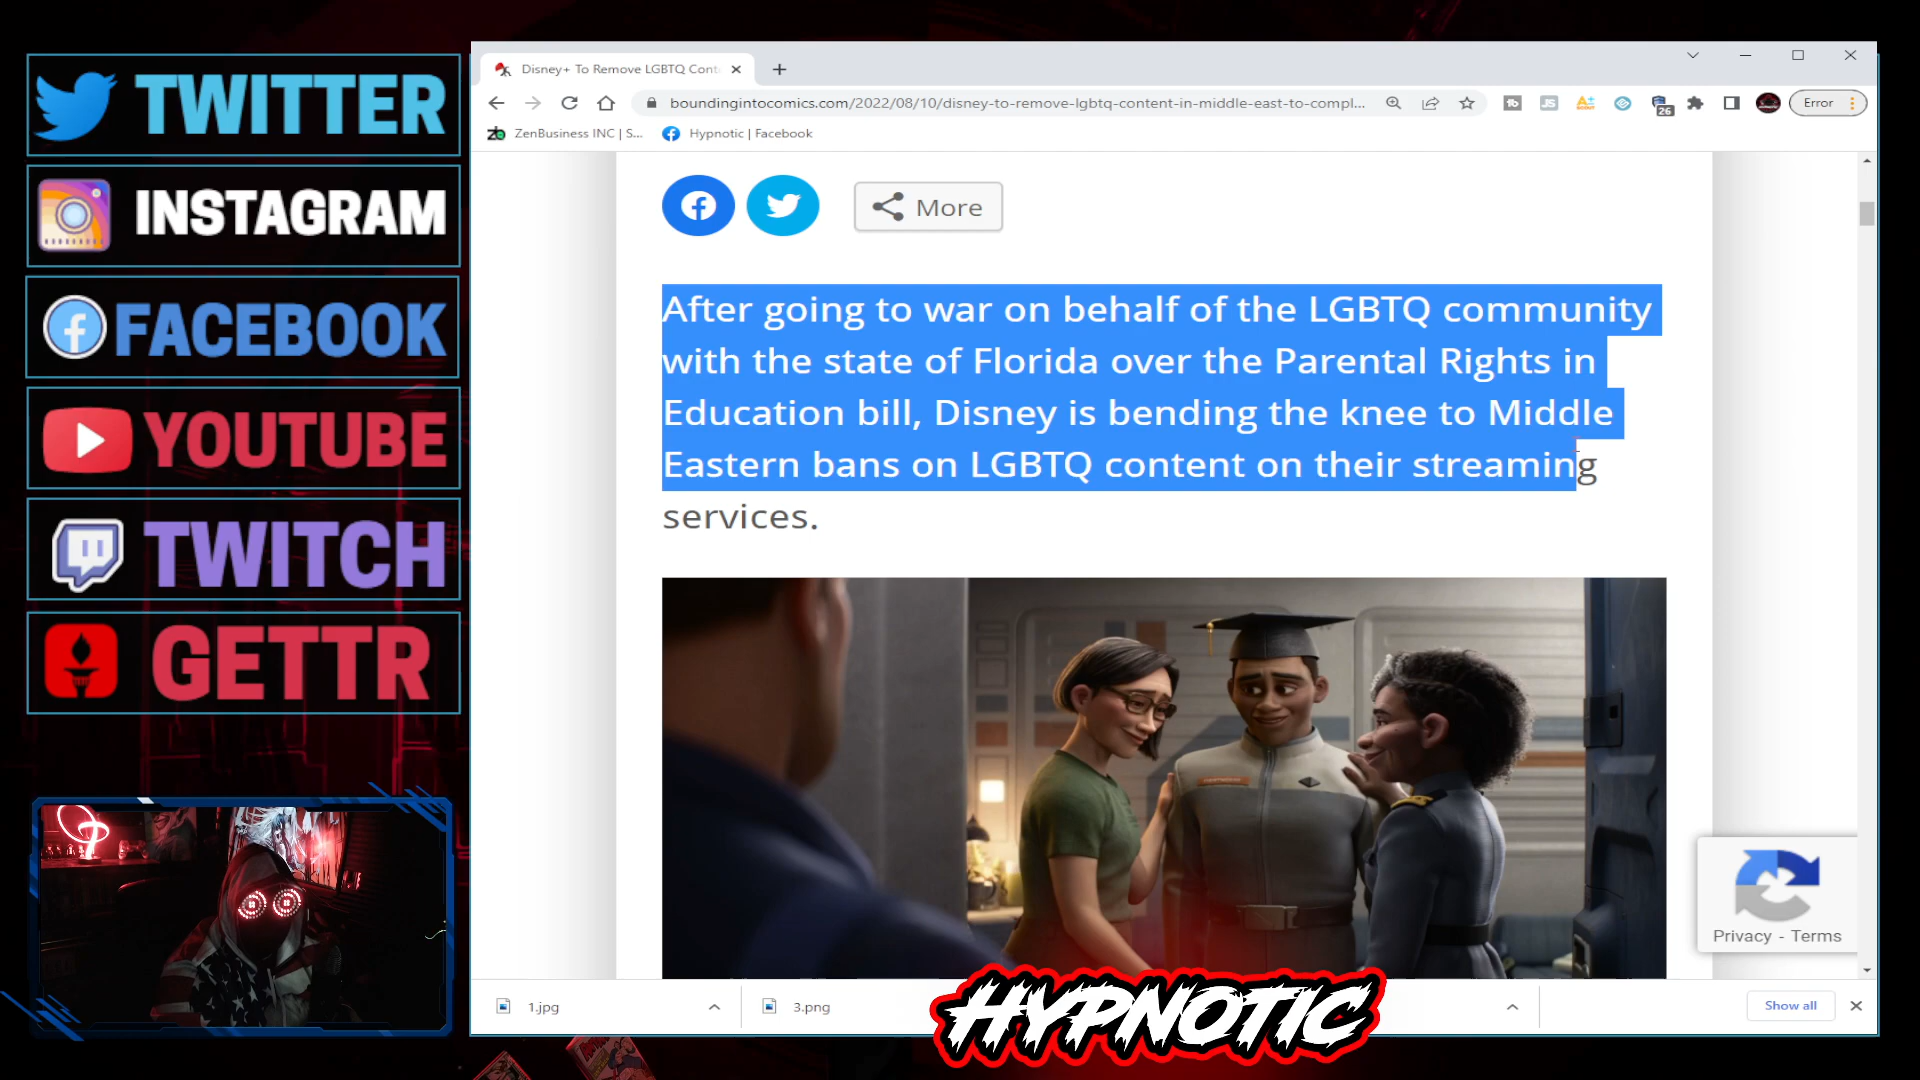 TWITTER
INSTAGRAM
FACEBOOK
YOUTUBE
TWITCH
GETTR
Disney+ To Remove LGBTQ Cont
boundingintocomics.com/2022/08/10/disney-to-remove-lgbtq-content-in-middle-east-to-compl...
26
Error
ZenBusiness INC | S...
Hypnotic | Facebook
More
After going to war on behalf of the LGBTQ community
with the state of Florida over the Parental Rights in
Education bill, Disney is bending the knee to Middle
Eastern bans on LGBTQ content on their streaming
services.
Privacy - Terms
1.jpg
3.png
Show all
HYPNOTIC